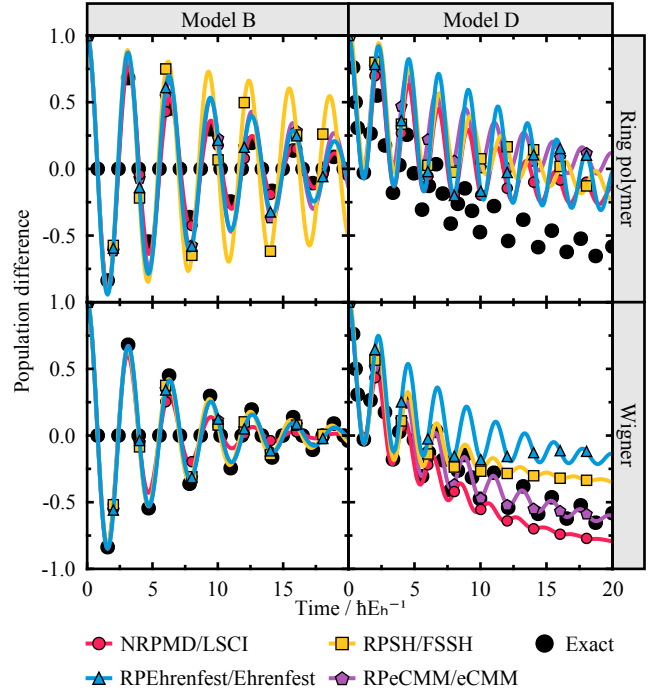 Model B Model D
1.0
0.5
0.0
-0.5
1.0
0.5
0.0
-0.5
-1.0
Population difference
Ring polymer
Wigner
0 5 10 15 0 5 10 15 20
Time / ħEₕ⁻¹
NRPMD/LSCI RPSH/FSSH Exact
RPEhrenfest/Ehrenfest RPeCMM/eCMM